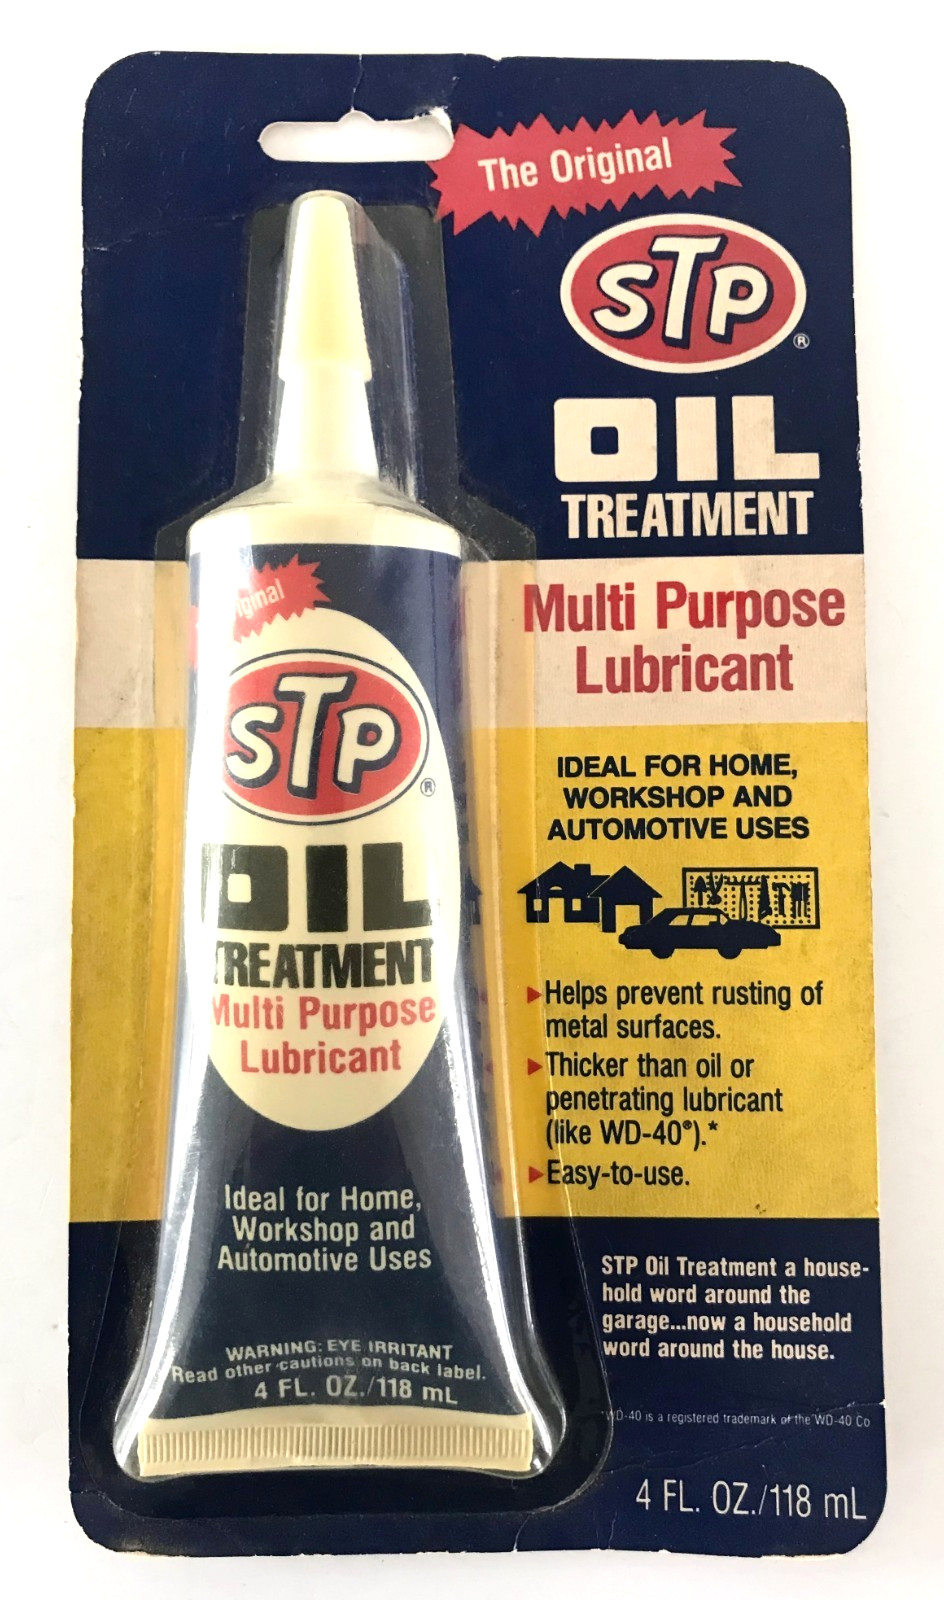 The Original
STP®
OIL
TREATMENT
Multi Purpose
Lubricant
IDEAL FOR HOME,
WORKSHOP AND
AUTOMOTIVE USES
Helps prevent rusting of
metal surfaces.
Thicker than oil or
penetrating lubricant
(like WD-40®).*
Easy-to-use.
STP Oil Treatment a house-
hold word around the
garage...now a household
word around the house.
*WD-40 is a registered trademark of the WD-40 Co
4 FL. OZ./118 mL
STP®
OIL
TREATMENT
Multi Purpose
Lubricant
Ideal for Home,
Workshop and
Automotive Uses
WARNING: EYE IRRITANT
Read other cautions on back label.
4 FL. OZ./118 mL